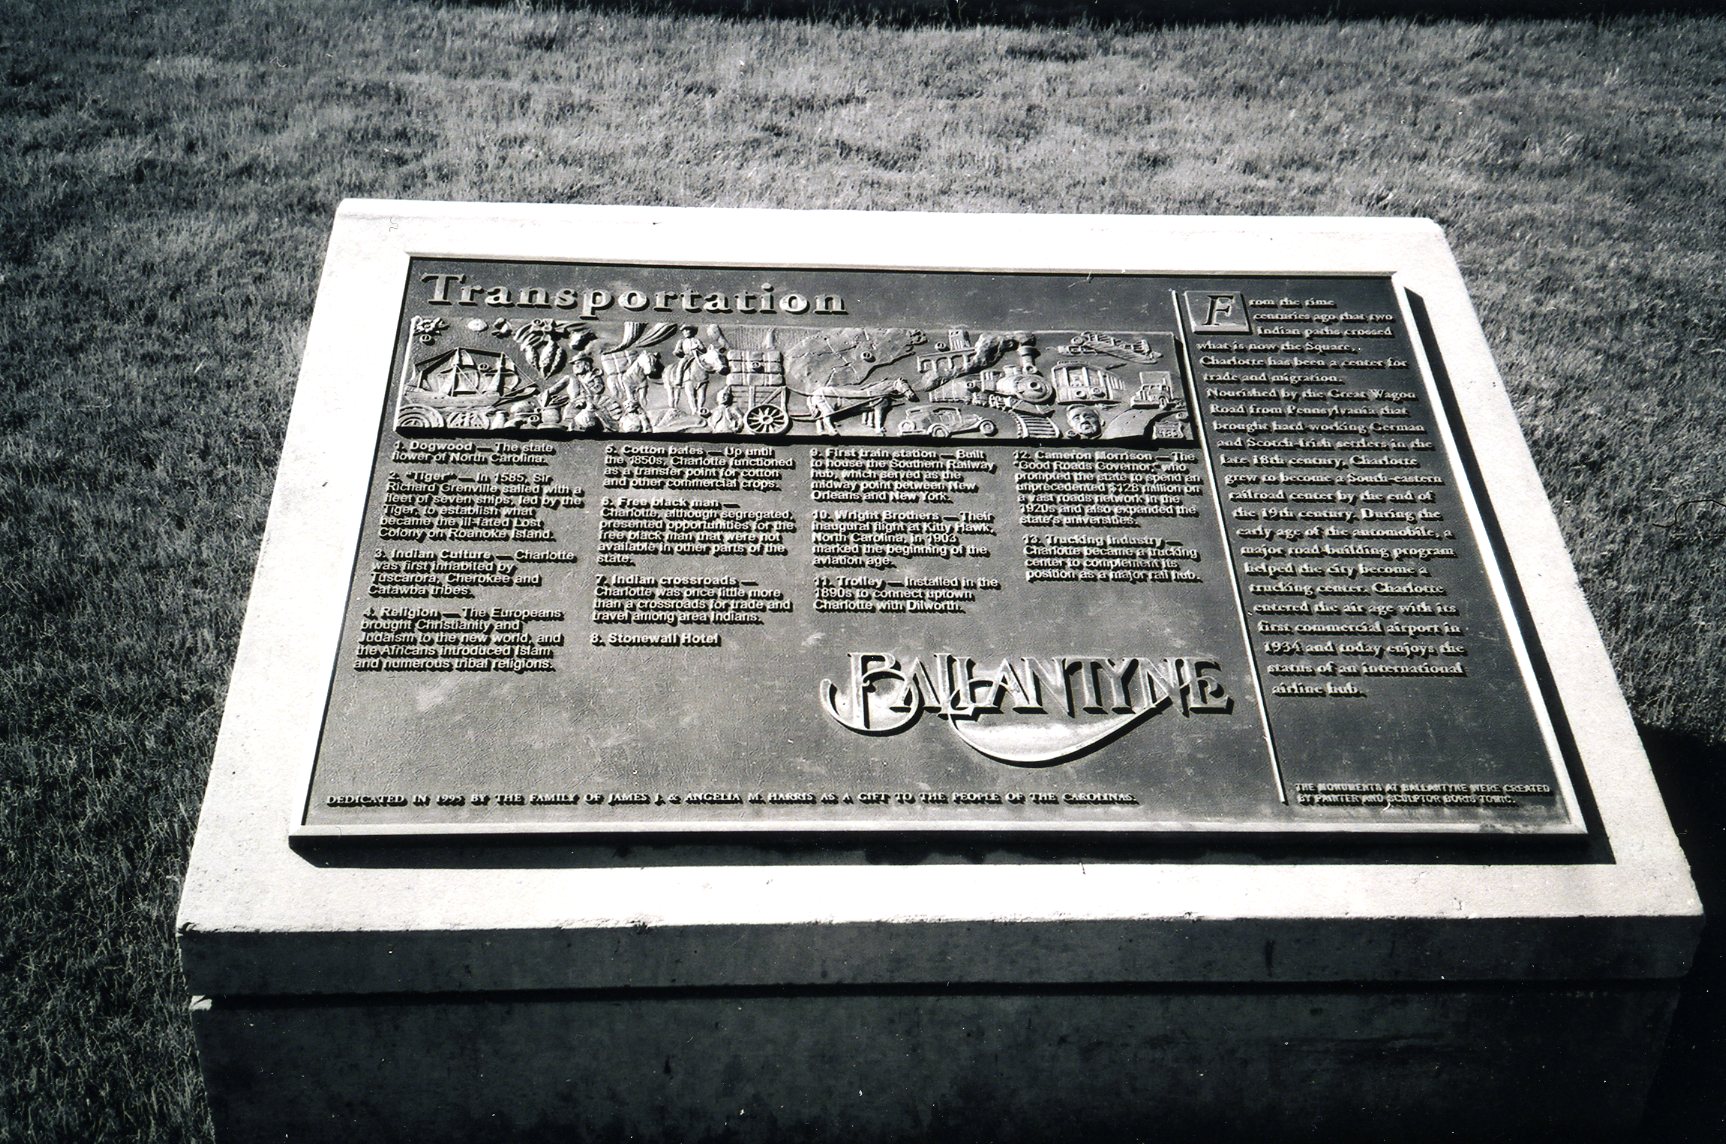 Transportation
1. Dogwood — The state
flower of North Carolina.
2. "Tiger" — In 1585, Sir
Richard Grenville sailed with a
fleet of seven ships, led by the
Tiger, to establish what
became the ill-fated Lost
Colony on Roanoke Island.
3. Indian Culture — Charlotte
was first inhabited by
Tuscarora, Cherokee and
Catawba tribes.
4. Religion — The Europeans
brought Christianity and
Judaism to the new world, and
the Africans introduced Islam
and numerous tribal religions.
5. Cotton bales — Up until
the 1850s, Charlotte functioned
as a transfer point for cotton
and other commercial crops.
6. Free black man —
Charlotte, although segregated,
presented opportunities for the
free black man that were not
available in other parts of the
state.
7. Indian crossroads —
Charlotte was once little more
than a crossroads for trade and
travel among area Indians.
8. Stonewall Hotel
9. First train station — Built
to house the Southern Railway
hub, which served as the
midway point between New
Orleans and New York.
10. Wright Brothers — Their
inaugural flight at Kitty Hawk,
North Carolina, in 1903
marked the beginning of the
aviation age.
11. Trolley — Installed in the
1890s to connect uptown
Charlotte with Dilworth.
12. Cameron Morrison — The
"Good Roads Governor," who
prompted the state to spend an
unprecedented $12B million on
a vast roads network in the
1920s and also expanded the
state's universities.
13. Trucking industry —
Charlotte became a trucking
center to complement its
position as a major rail hub.
From the time
centuries ago that two
Indian paths crossed
what is now the Square,
Charlotte has been a center for
trade and migration.
Nourished by the Great Wagon
Road from Pennsylvania that
brought hard-working German
and Scotch-Irish settlers in the
late 18th century, Charlotte
grew to become a South-eastern
railroad center by the end of
the 19th century. During the
early age of the automobile, a
major road-building program
helped the city become a
trucking center. Charlotte
entered the air age with its
first commercial airport in
1934 and today enjoys the
status of an international
airline hub.
BALLANTYNE
DEDICATED IN 1995 BY THE FAMILY OF JAMES J. & ANGELIA M. HARRIS AS A GIFT TO THE PEOPLE OF THE CAROLINAS.
THE MONUMENTS AT BALLANTYNE WERE CREATED
BY PAINTER AND SCULPTOR BORIS TOMIC.